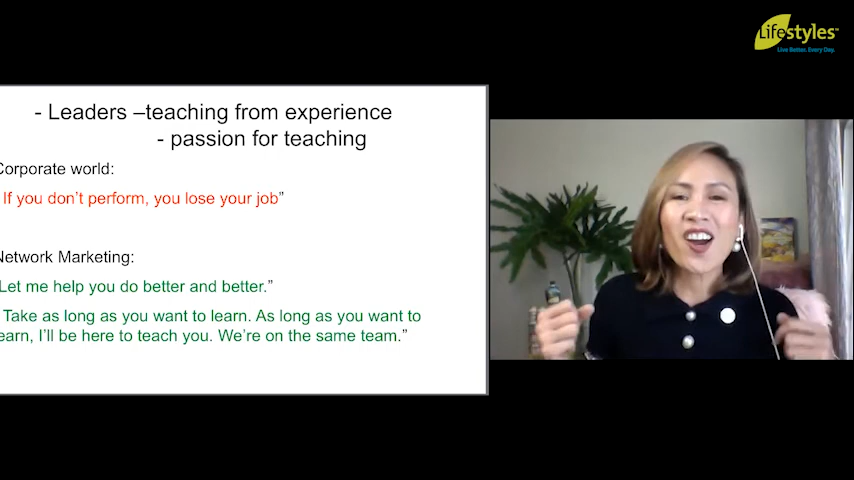 Lifestyles™
Live Better. Every Day.
- Leaders –teaching from experience
- passion for teaching
Corporate world:
If you don't perform, you lose your job”
Network Marketing:
Let me help you do better and better.”
Take as long as you want to learn. As long as you want to
earn, I'll be here to teach you. We're on the same team.”